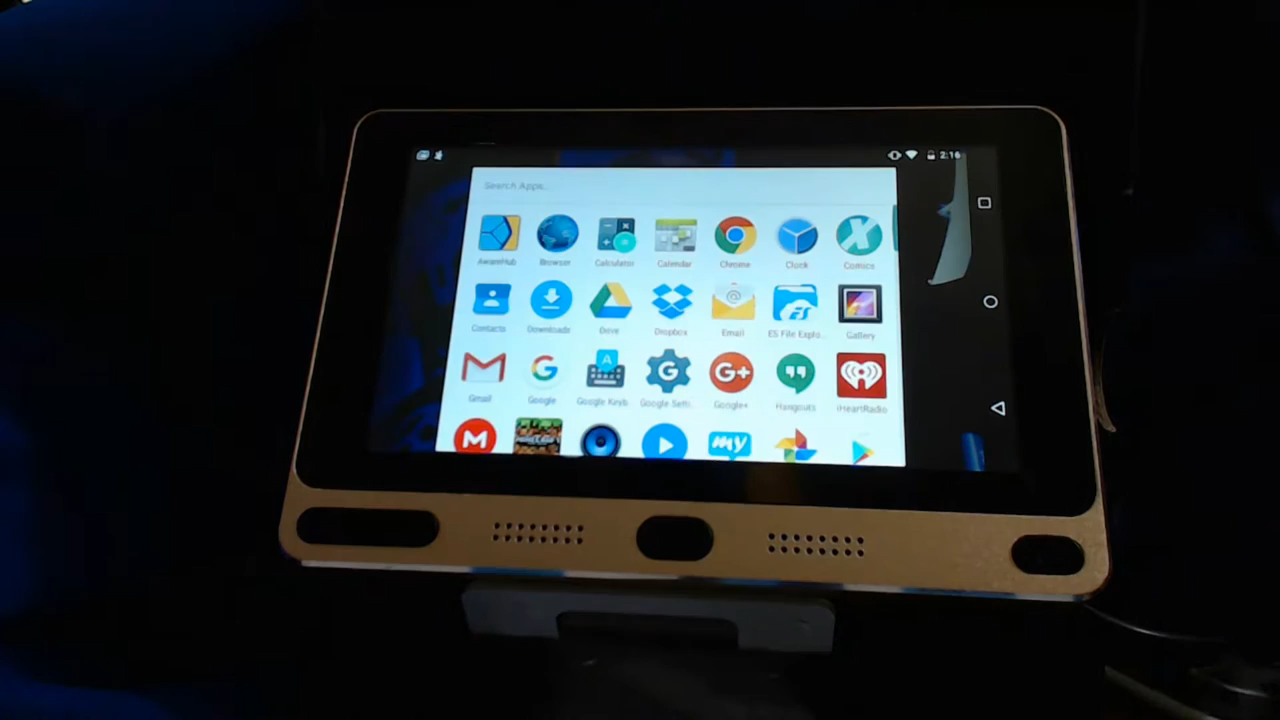 2:16
Search Apps...
AwareHub Browser Calculator Calendar Chrome Clock Comics
Contacts Downloads Drive Dropbox Email ES File Explo...
Gallery
G+
Gmail Google Google Keyb.. Google Setti.. Google+ Hangouts iHeartRadio
my